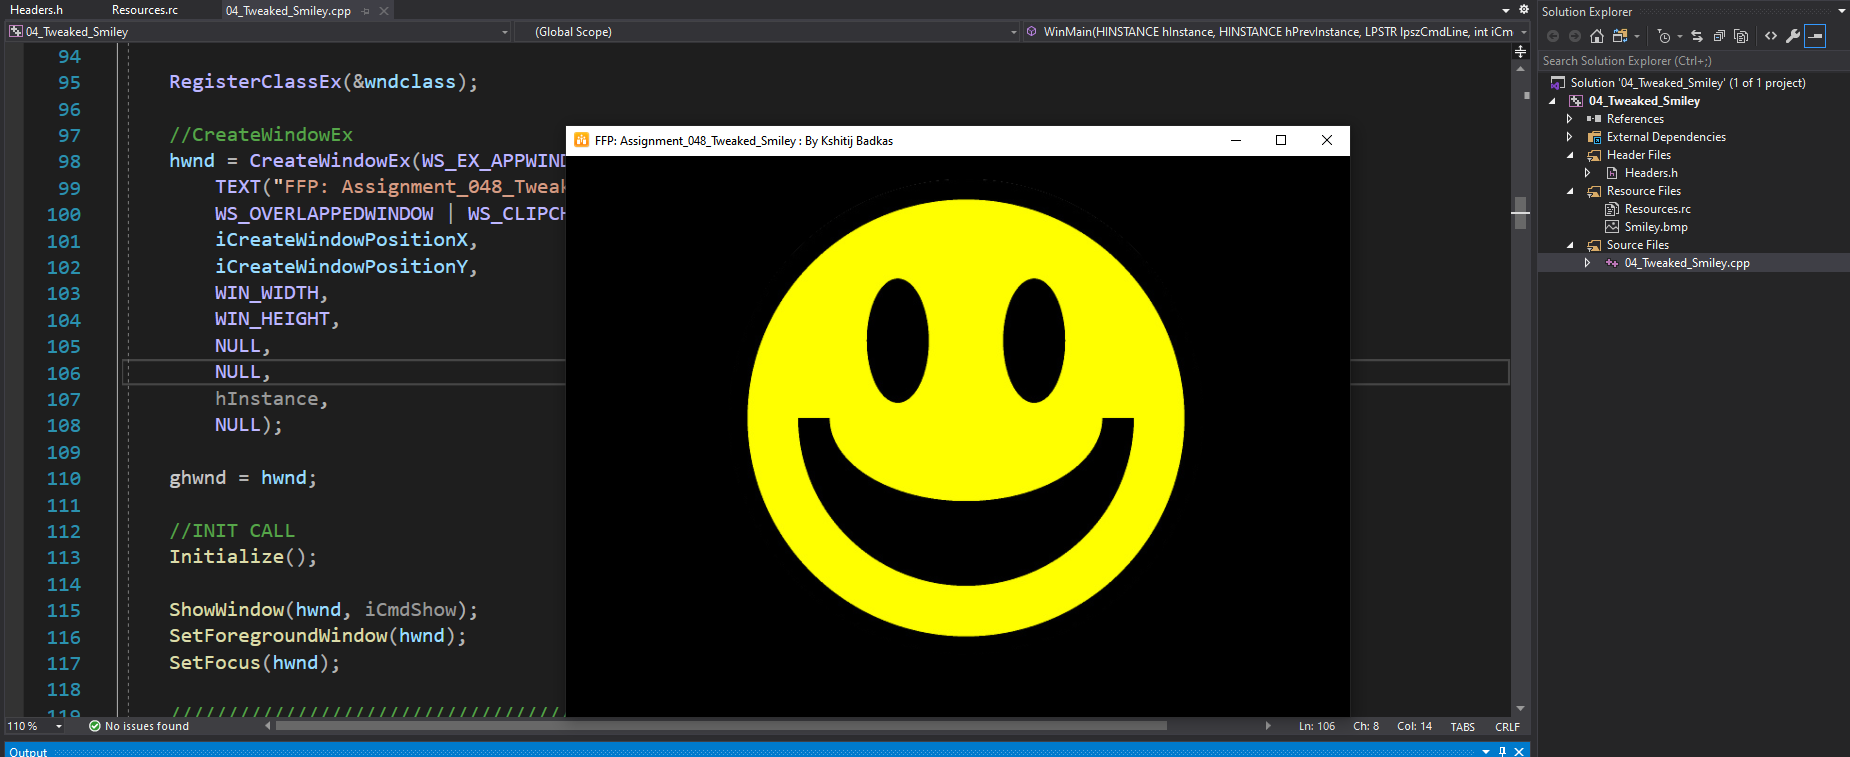 Headers.h Resources.rc 04_Tweaked_Smiley.cpp
04_Tweaked_Smiley (Global Scope) WinMain(HINSTANCE hInstance, HINSTANCE hPrevInstance, LPSTR lpszCmdLine, int iCm
94
95 RegisterClassEx(&wndclass);
96
97 //CreateWindowEx
98 hwnd = CreateWindowEx(WS_EX_APPWIND
99 TEXT("FFP: Assignment_048_Tweak
100 WS_OVERLAPPEDWINDOW | WS_CLIPCH
101 iCreateWindowPositionX,
102 iCreateWindowPositionY,
103 WIN_WIDTH,
104 WIN_HEIGHT,
105 NULL,
106 NULL,
107 hInstance,
108 NULL);
109
110 ghwnd = hwnd;
111
112 //INIT CALL
113 Initialize();
114
115 ShowWindow(hwnd, iCmdShow);
116 SetForegroundWindow(hwnd);
117 SetFocus(hwnd);
118
119 //////////////////////////////////
110 % No issues found Ln: 106 Ch: 8 Col: 14 TABS CRLF
Output
FFP: Assignment_048_Tweaked_Smiley : By Kshitij Badkas
Solution Explorer
Search Solution Explorer (Ctrl+;)
Solution '04_Tweaked_Smiley' (1 of 1 project)
04_Tweaked_Smiley
References
External Dependencies
Header Files
Headers.h
Resource Files
Resources.rc
Smiley.bmp
Source Files
04_Tweaked_Smiley.cpp